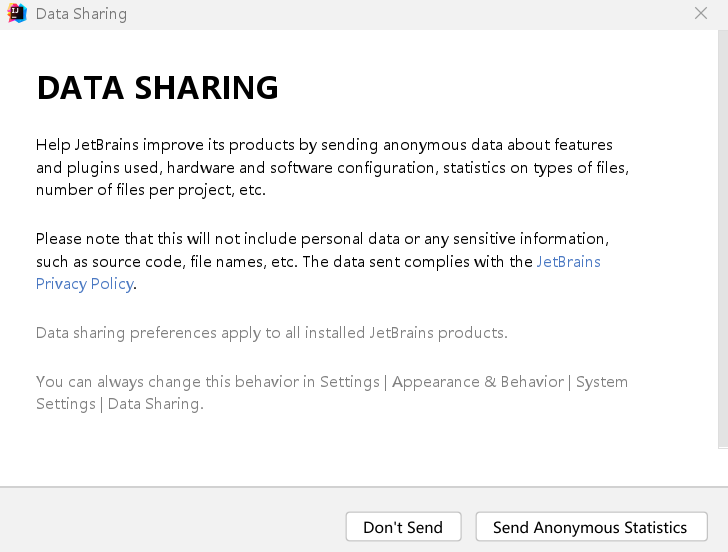 IJ
Data Sharing
DATA SHARING
Help JetBrains improve its products by sending anonymous data about features
and plugins used, hardware and software configuration, statistics on types of files,
number of files per project, etc.
Please note that this will not include personal data or any sensitive information,
such as source code, file names, etc. The data sent complies with the JetBrains
Privacy Policy.
Data sharing preferences apply to all installed JetBrains products.
You can always change this behavior in Settings | Appearance & Behavior | System
Settings | Data Sharing.
Don't Send
Send Anonymous Statistics